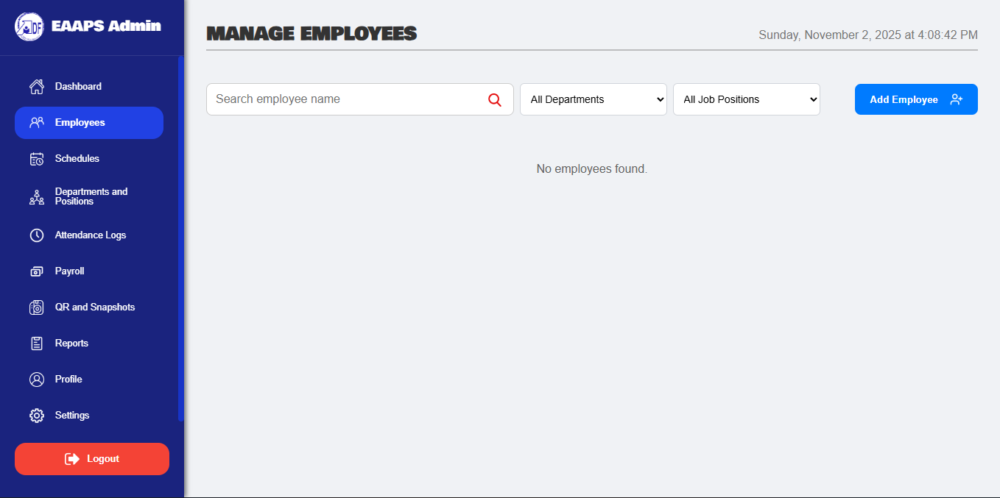 ADF
EAAPS Admin
Dashboard
Employees
Schedules
Departments and
Positions
Attendance Logs
Payroll
QR and Snapshots
Reports
Profile
Settings
Logout
MANAGE EMPLOYEES
Sunday, November 2, 2025 at 4:08:42 PM
Search employee name
All Departments
All Job Positions
Add Employee
No employees found.